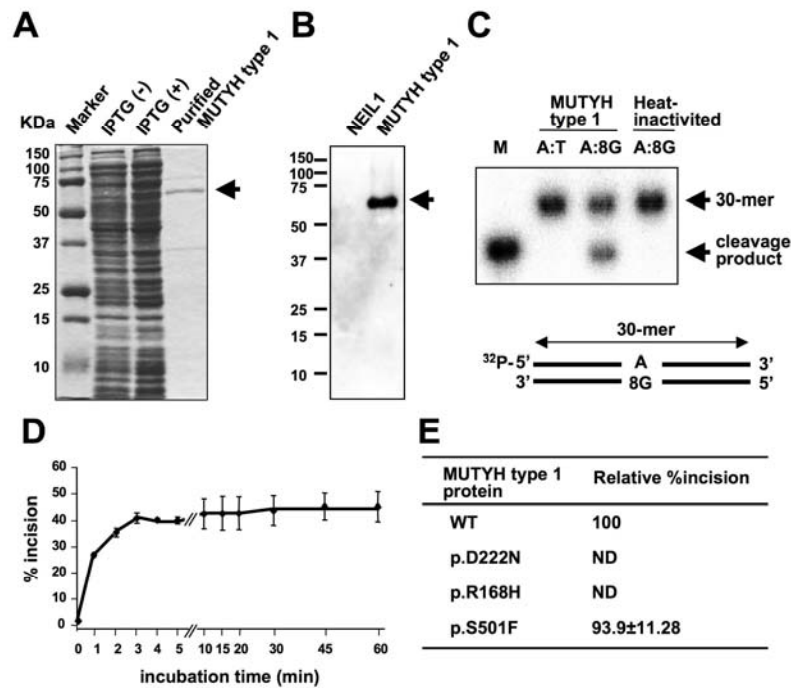 A
KDa
Marker
IPTG (-)
IPTG (+)
Purified
MUTYH type 1
150
100
75
50
37
25
15
10
B
NEIL1
MUTYH type 1
150
100
75
50
37
25
15
10
C
MUTYH
type 1
Heat-
inactivited
M
A:T
A:8G
A:8G
30-mer
cleavage
product
30-mer
32P-5’
A
3’
3’
8G
5’
D
% incision
60
50
40
30
20
10
0
0 1 2 3 4 5 10 15 20 30 45 60
incubation time (min)
E
MUTYH type 1
protein
Relative %incision
WT 100
p.D222N ND
p.R168H ND
p.S501F 93.9±11.28